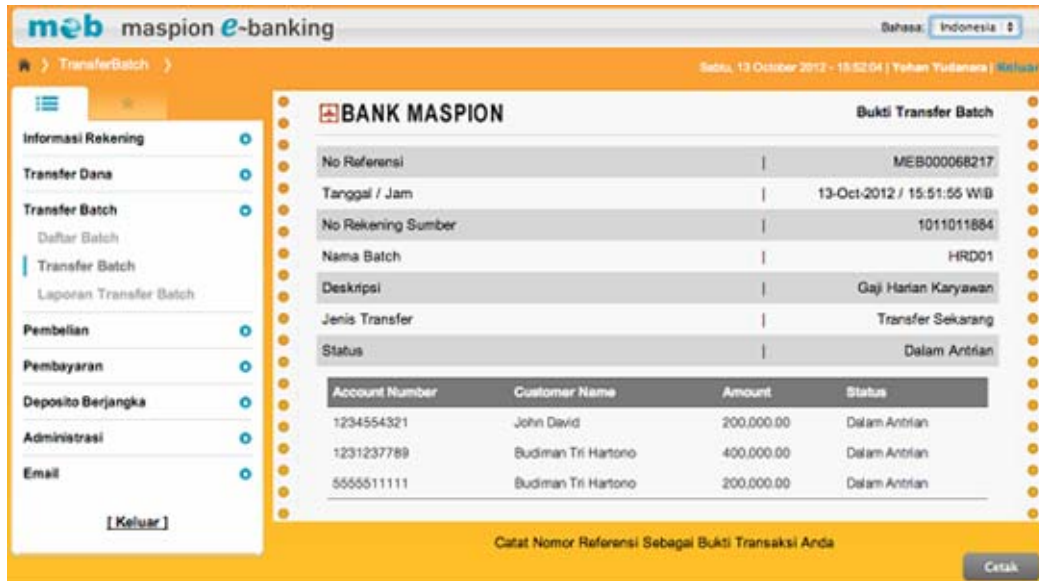 meb maspion e-banking
Bahasa: Indonesia
TransferBatch
Sabtu, 13 October 2012 - 15:52:04 | Yohan Yudanara | Keluar
Informasi Rekening
Transfer Dana
Transfer Batch
Daftar Batch
Transfer Batch
Laporan Transfer Batch
Pembelian
Pembayaran
Deposito Berjangka
Administrasi
Email
[ Keluar ]
BANK MASPION
Bukti Transfer Batch
No Referensi | MEB000068217
Tanggal / Jam | 13-Oct-2012 / 15:51:55 WIB
No Rekening Sumber | 1011011884
Nama Batch | HRD01
Deskripsi | Gaji Harian Karyawan
Jenis Transfer | Transfer Sekarang
Status | Dalam Antrian
Account Number Customer Name Amount Status
1234554321 John David 200,000.00 Dalam Antrian
1231237789 Budiman Tri Hartono 400,000.00 Dalam Antrian
5555511111 Budiman Tri Hartono 200,000.00 Dalam Antrian
Catat Nomor Referensi Sebagai Bukti Transaksi Anda
Cetak